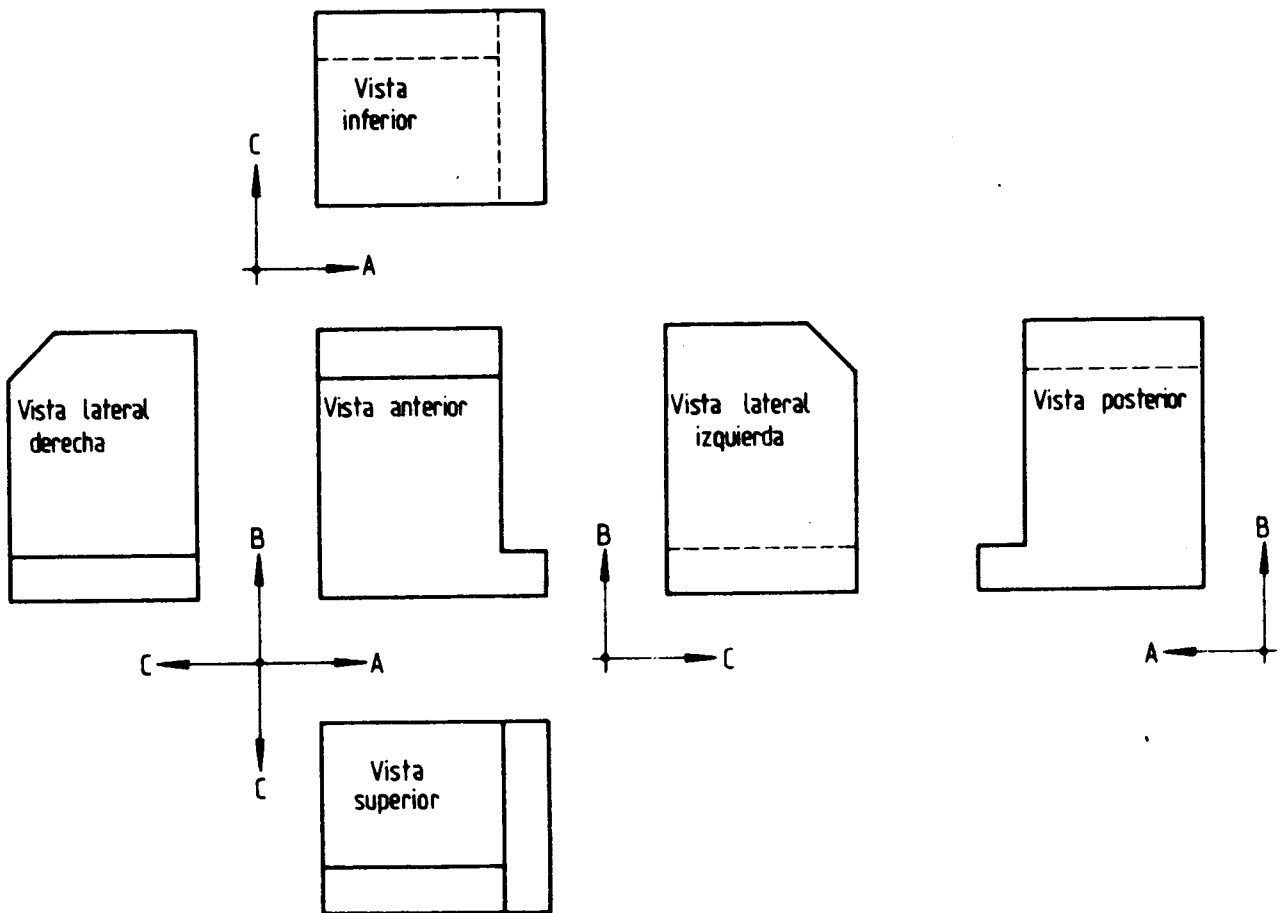 Vista
inferior
C
A
Vista lateral
derecha
Vista anterior
Vista lateral
izquierda
Vista posterior
B
C
A
C
B
C
B
A
Vista
superior